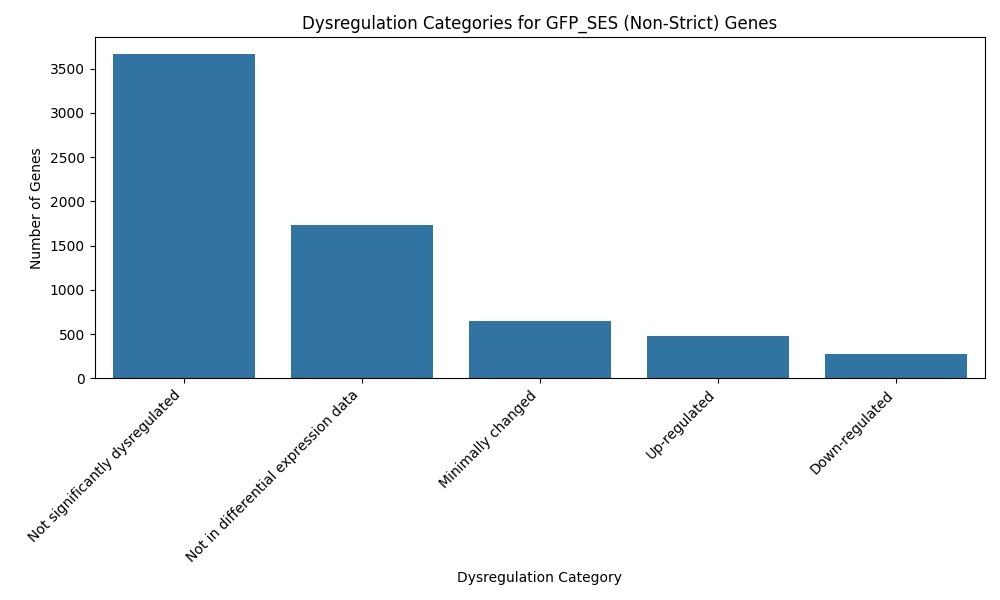 Dysregulation Categories for GFP_SES (Non-Strict) Genes
Number of Genes
3500
3000
2500
2000
1500
1000
500
0
Not significantly dysregulated
Not in differential expression data
Minimally changed
Up-regulated
Down-regulated
Dysregulation Category